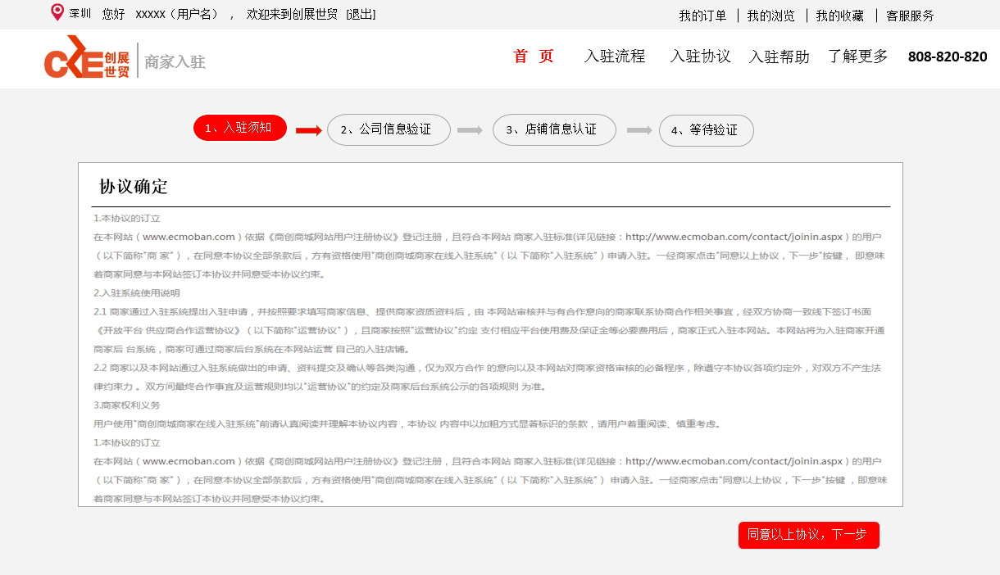 深圳 您好 XXXXX（用户名） ， 欢迎来到创展世贸 [退出]
我的订单 | 我的浏览 | 我的收藏 | 客服服务
CKE 创展世贸 商家入驻
首 页 入驻流程 入驻协议 入驻帮助 了解更多 808-820-820
1、入驻须知 2、公司信息验证 3、店铺信息认证 4、等待验证
协议确定
1.本协议的订立
在本网站（www.ecmoban.com）依据《商创商城网站用户注册协议》登记注册，且符合本网站 商家入驻标准(详见链接：http://www.ecmoban.com/contact/joinin.aspx）的用户
（以下简称"商 家"），在同意本协议全部条款后，方有资格使用"商创商城商家在线入驻系统"（以 下简称"入驻系统"）申请入驻。一经商家点击"同意以上协议，下一步"按键， 即意味
着商家同意与本网站签订本协议并同意受本协议约束。
2.入驻系统使用说明
2.1 商家通过入驻系统提出入驻申请，并按照要求填写商家信息、提供商家资质资料后，由 本网站审核并与有合作意向的商家联系协商合作相关事宜，经双方协商一致线下签订书面
《开放平台 供应商合作运营协议》（以下简称"运营协议"），且商家按照"运营协议"约定 支付相应平台使用费及保证金等必要费用后，商家正式入驻本网站。本网站将为入驻商家开通
商家后 台系统，商家可通过商家后台系统在本网站运营 自己的入驻店铺。
2.2 商家以及本网站通过入驻系统做出的申请、资料提交及确认等各类沟通，仅为双方合作 的意向以及本网站对商家资格审核的必备程序，除遵守本协议各项约定外，对双方不产生法
律约束力 。双方间最终合作事宜及运营规则均以"运营协议"的约定及商家后台系统公示的各项规则 为准。
3.商家权利义务
用户使用"商创商城商家在线入驻系统"前请认真阅读并理解本协议内容，本协议 内容中以加粗方式显著标识的条款，请用户着重阅读、慎重考虑。
1.本协议的订立
在本网站（www.ecmoban.com）依据《商创商城网站用户注册协议》登记注册，且符合本网站 商家入驻标准(详见链接：http://www.ecmoban.com/contact/joinin.aspx）的用户
（以下简称"商 家"），在同意本协议全部条款后，方有资格使用"商创商城商家在线入驻系统"（以 下简称"入驻系统"） 申请入驻。一经商家点击"同意以上协议，下一步"按键 ，即意味
着商家同意与本网站签订本协议并同意受本协议约束。
同意以上协议，下一步